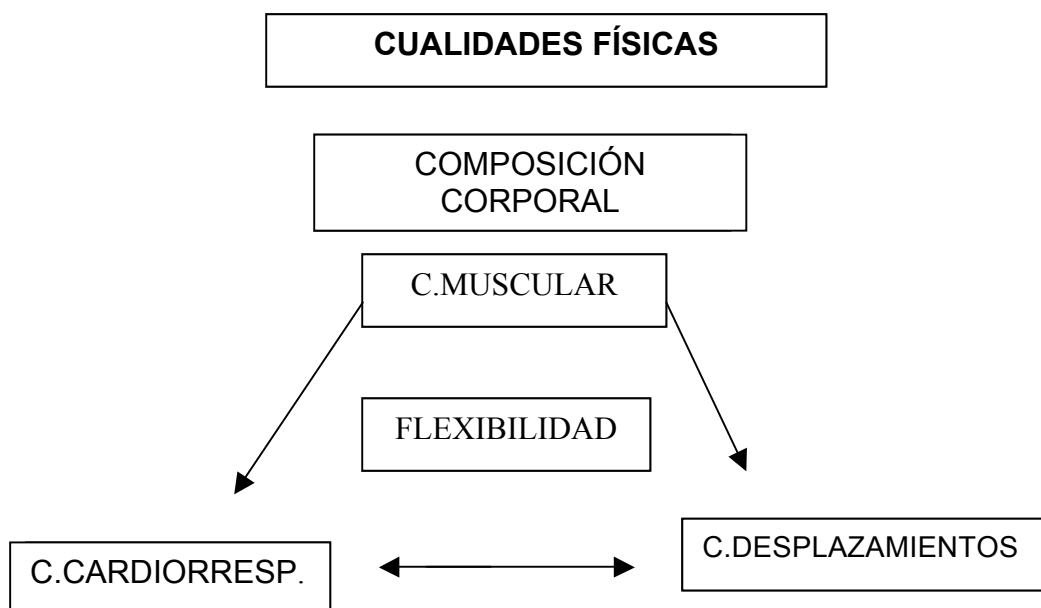 CUALIDADES FÍSICAS
COMPOSICIÓN
CORPORAL
C.MUSCULAR
FLEXIBILIDAD
C.CARDIORRESP.
C.DESPLAZAMIENTOS